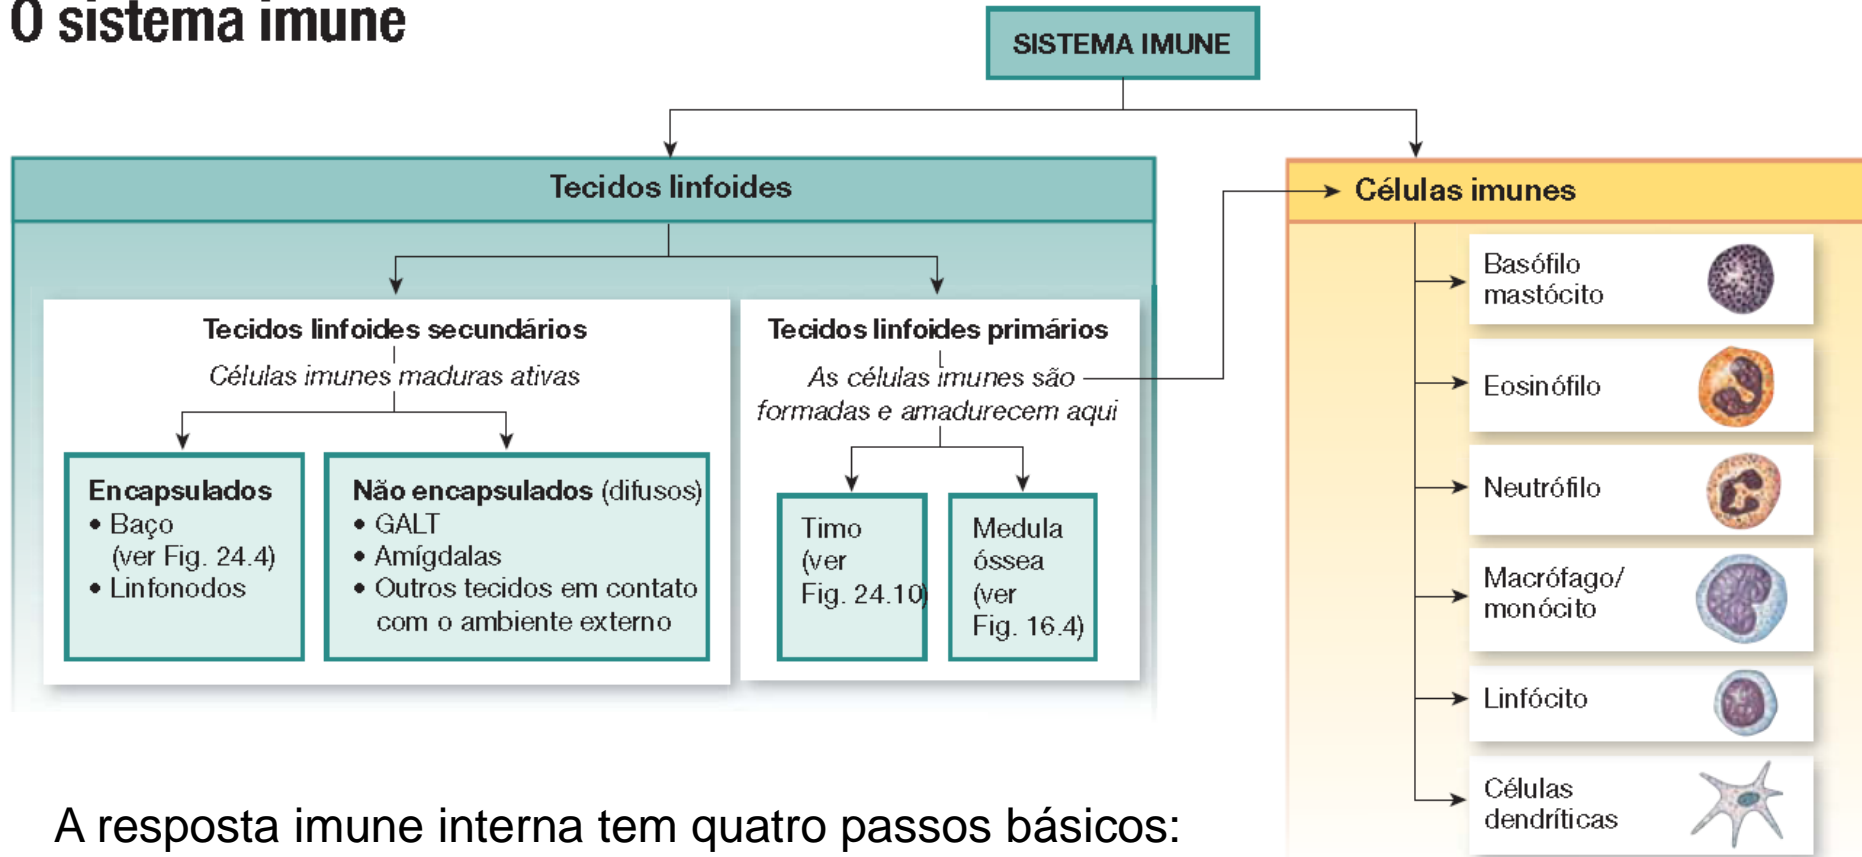 O sistema imune
SISTEMA IMUNE
Tecidos linfoides
Tecidos linfoides secundários
Células imunes maduras ativas
Encapsulados
• Baço
(ver Fig. 24.4)
• Linfonodos
Não encapsulados (difusos)
• GALT
• Amígdalas
• Outros tecidos em contato
com o ambiente externo
Tecidos linfoides primários
As células imunes são
formadas e amadurecem aqui
Timo
(ver
Fig. 24.10)
Medula
óssea
(ver
Fig. 16.4)
Células imunes
Basófilo
mastócito
Eosinófilo
Neutrófilo
Macrófago/
monócito
Linfócito
Células
dendríticas
A resposta imune interna tem quatro passos básicos: